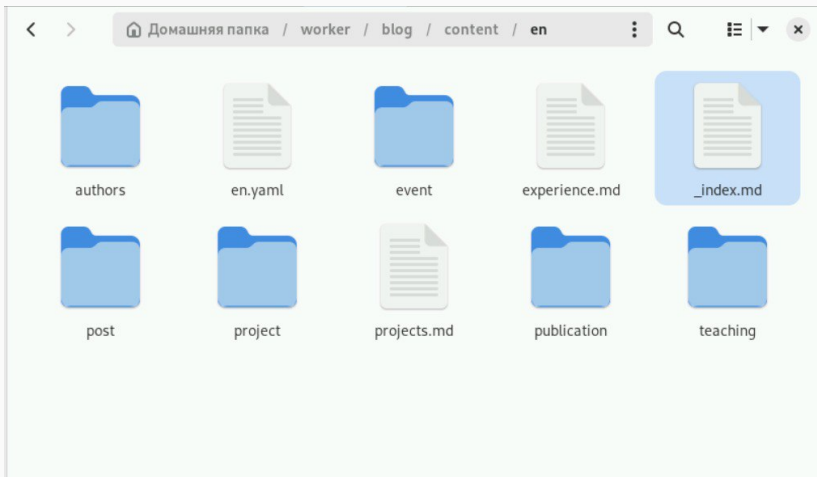 Домашняя папка / worker / blog / content / en
authors en.yaml event experience.md _index.md
post project projects.md publication teaching